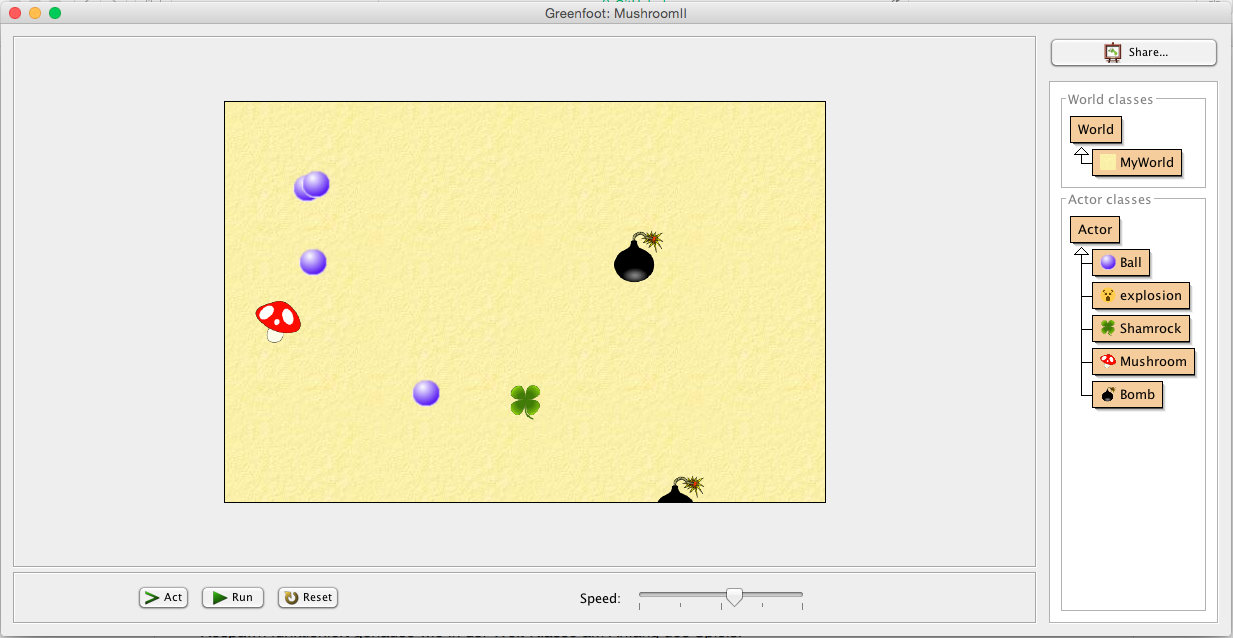 Greenfoot: MushroomII
Share...
World classes
World
MyWorld
Actor classes
Actor
Ball
explosion
Shamrock
Mushroom
Bomb
Act
Run
Reset
Speed: